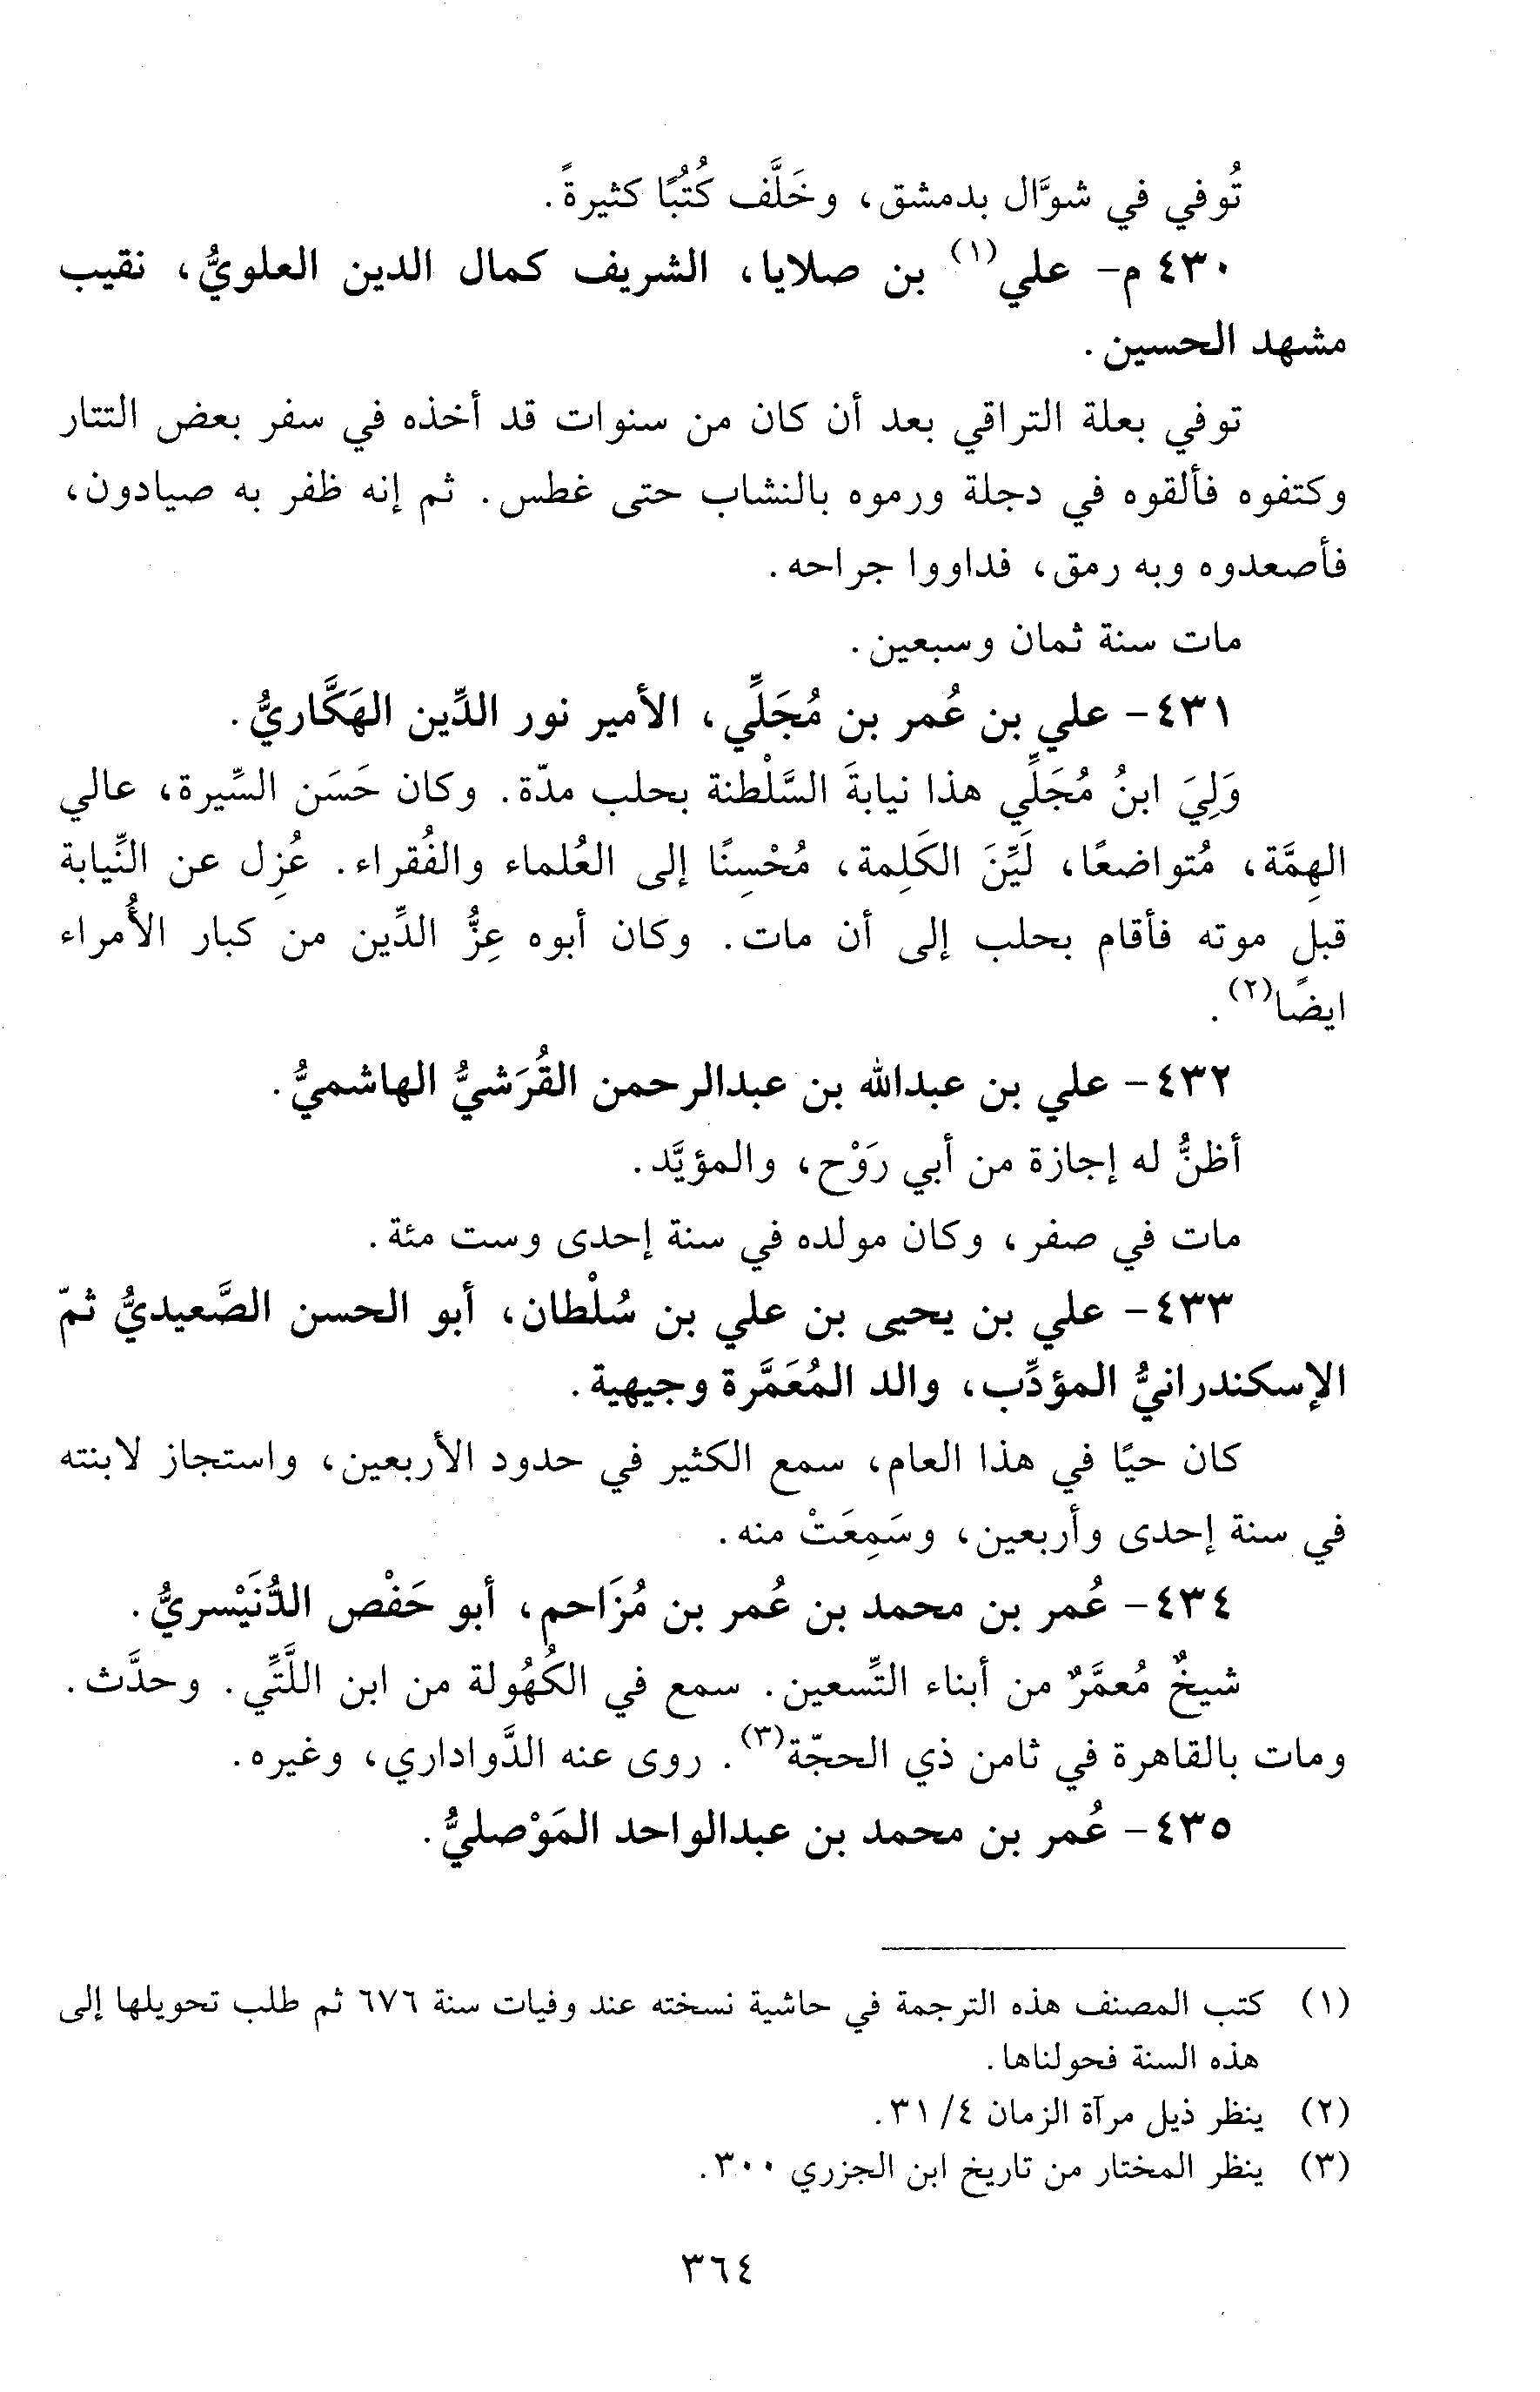 تُوفي في شوَّال بدمشق، وخَلَّف كُتُبًا كثيرةً.
٤٣٠ م- علي(١) بن صلايا، الشريف كمال الدين العلويُّ، نقيب
مشهد الحسين.
توفي بعلة التراقي بعد أن كان من سنوات قد أخذه في سفر بعض التتار
وكتفوه فألقوه في دجلة ورموه بالنشاب حتى غطس. ثم إنه ظفر به صيادون،
فأصعدوه وبه رمق، فداووا جراحه.
مات سنة ثمان وسبعين.
٤٣١- علي بن عُمر بن مُجَلِّي، الأمير نور الدِّين الهَكَّاريُّ.
وَلِيَ ابنُ مُجَلِّي هذا نيابةَ السَّلْطنة بحلب مدّة. وكان حَسَن السِّيرة، عالي
الهِمَّة، مُتواضعًا، لَيِّنَ الكَلِمة، مُحْسِنًا إلى العُلماء والفُقراء. عُزِل عن النِّيابة
قبل موته فأقام بحلب إلى أن مات. وكان أبوه عِزُّ الدِّين من كبار الأُمراء
ايضًا(٢).
٤٣٢- علي بن عبدالله بن عبدالرحمن القُرَشيُّ الهاشميُّ.
أظنُّ له إجازة من أبي رَوْح، والمؤيَّد.
مات في صفر، وكان مولده في سنة إحدى وست مئة.
٤٣٣- علي بن يحيى بن علي بن سُلْطان، أبو الحسن الصَّعيديُّ ثمّ
الإسكندرانيُّ المؤدِّب، والد المُعَمَّرة وجيهية.
كان حيًا في هذا العام، سمع الكثير في حدود الأربعين، واستجاز لابنته
في سنة إحدى وأربعين، وسَمِعَتْ منه.
٤٣٤- عُمر بن محمد بن عُمر بن مُزَاحم، أبو حَفْص الدُّنَيْسريُّ.
شيخٌ مُعمَّرٌ من أبناء التِّسعين. سمع في الكُهُولة من ابن اللَّتِّي. وحدَّث.
ومات بالقاهرة في ثامن ذي الحجّة(٣). روى عنه الدَّواداري، وغيره.
٤٣٥- عُمر بن محمد بن عبدالواحد المَوْصليُّ.
(١) كتب المصنف هذه الترجمة في حاشية نسخته عند وفيات سنة ٦٧٦ ثم طلب تحويلها إلى
هذه السنة فحولناها.
(٢) ينظر ذيل مرآة الزمان ٤/ ٣١.
(٣) ينظر المختار من تاريخ ابن الجزري ٣٠٠.
٣٦٤